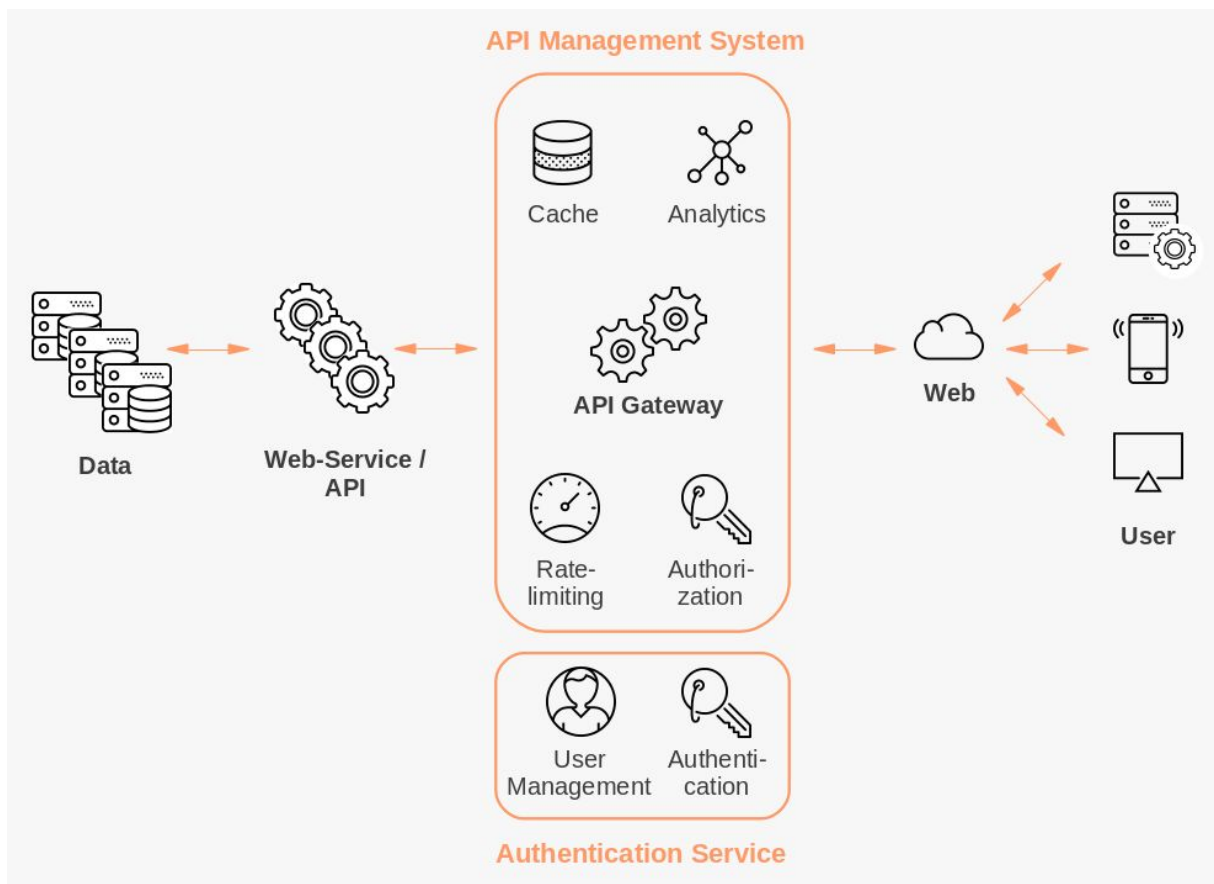 API Management System
Cache
Analytics
API Gateway
Data
Web-Service /
API
Web
User
Rate-
limiting
Authori-
zation
User
Management
Authenti-
cation
Authentication Service